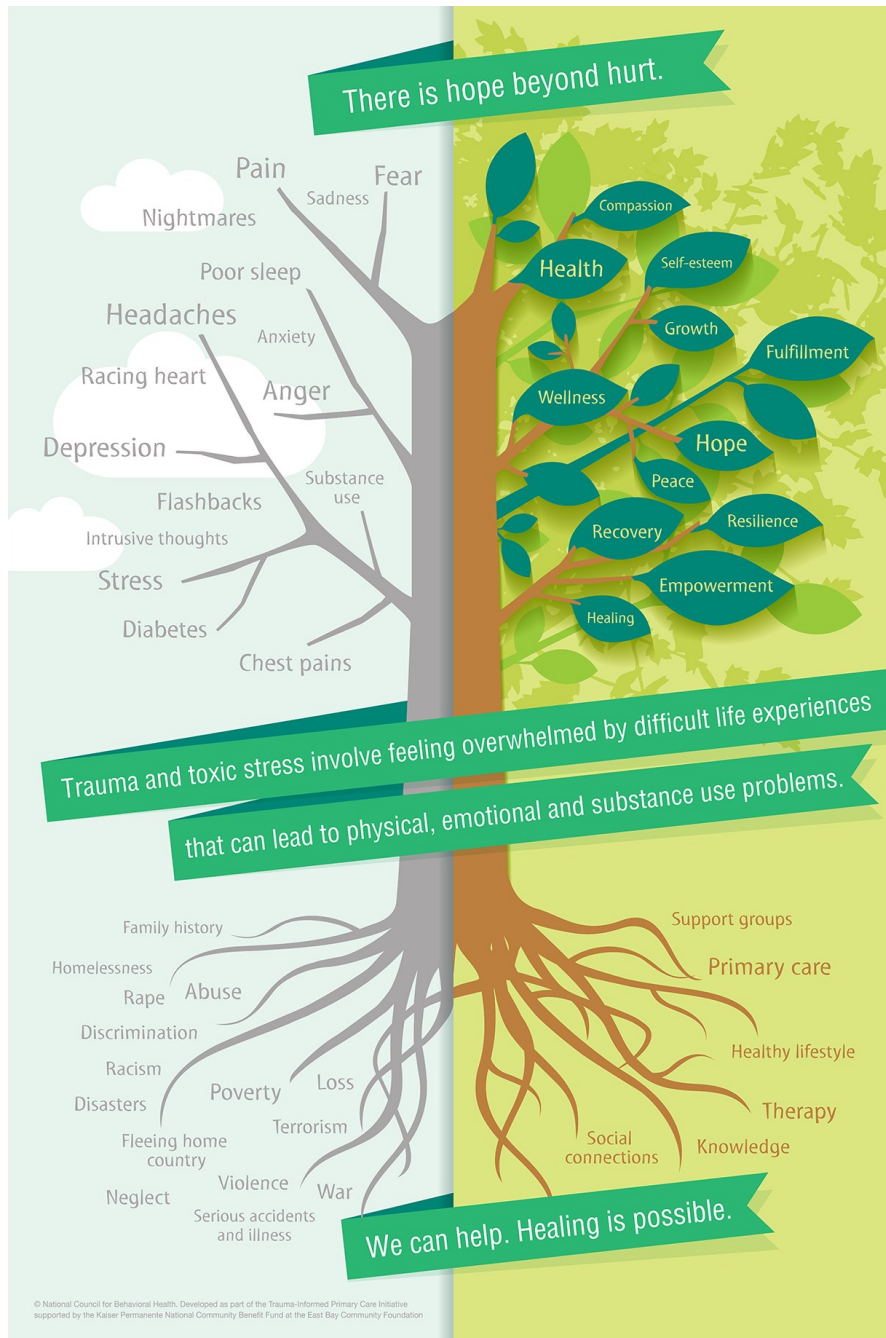 There is hope beyond hurt.
Pain
Fear
Sadness
Nightmares
Poor sleep
Headaches
Anxiety
Racing heart
Anger
Depression
Substance
use
Flashbacks
Intrusive thoughts
Stress
Diabetes
Chest pains
Compassion
Health
Self-esteem
Growth
Fulfillment
Wellness
Hope
Peace
Recovery
Resilience
Empowerment
Healing
Trauma and toxic stress involve feeling overwhelmed by difficult life experiences
that can lead to physical, emotional and substance use problems.
Family history
Homelessness
Rape
Abuse
Discrimination
Racism
Disasters
Poverty
Loss
Terrorism
Fleeing home
country
Neglect
Violence
War
Serious accidents
and illness
Support groups
Primary care
Healthy lifestyle
Therapy
Social
connections
Knowledge
We can help. Healing is possible.
© National Council for Behavioral Health. Developed as part of the Trauma-Informed Primary Care Initiative
supported by the Kaiser Permanente National Community Benefit Fund at the East Bay Community Foundation